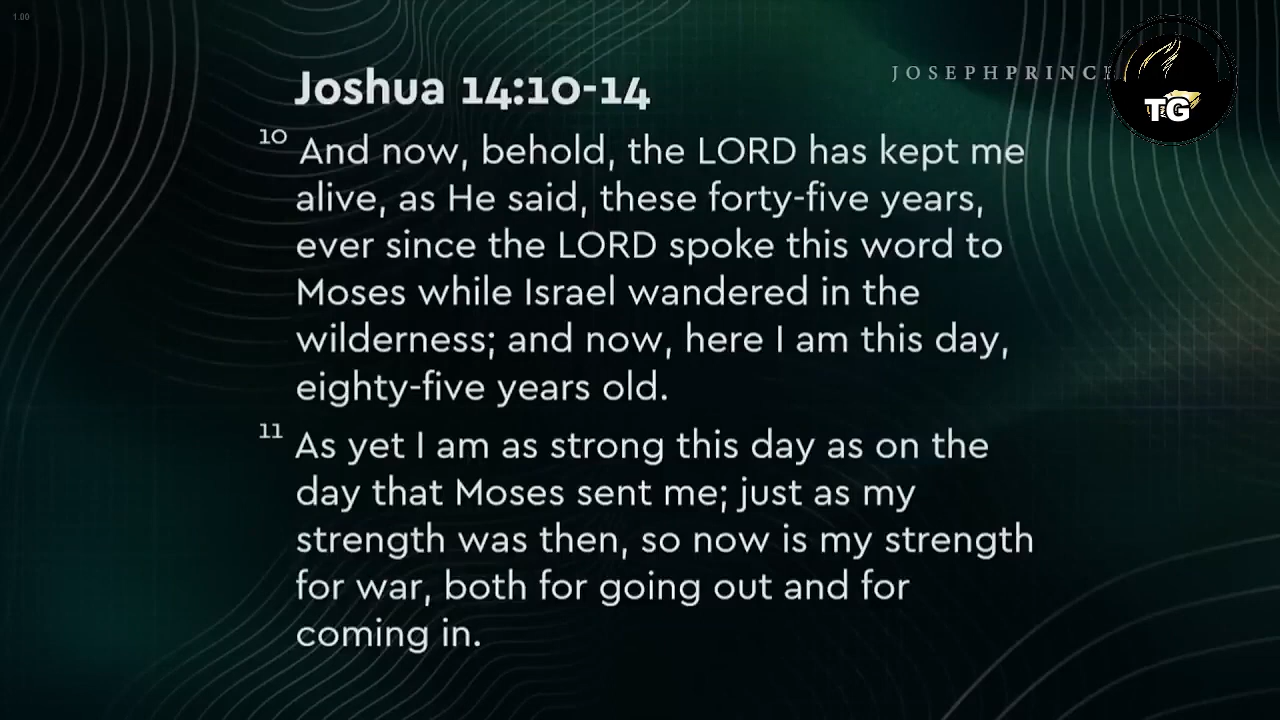 1.00
JOSEPHPRINC
TG
Joshua 14:10-14
10 And now, behold, the LORD has kept me
alive, as He said, these forty-five years,
ever since the LORD spoke this word to
Moses while Israel wandered in the
wilderness; and now, here I am this day,
eighty-five years old.
11 As yet I am as strong this day as on the
day that Moses sent me; just as my
strength was then, so now is my strength
for war, both for going out and for
coming in.